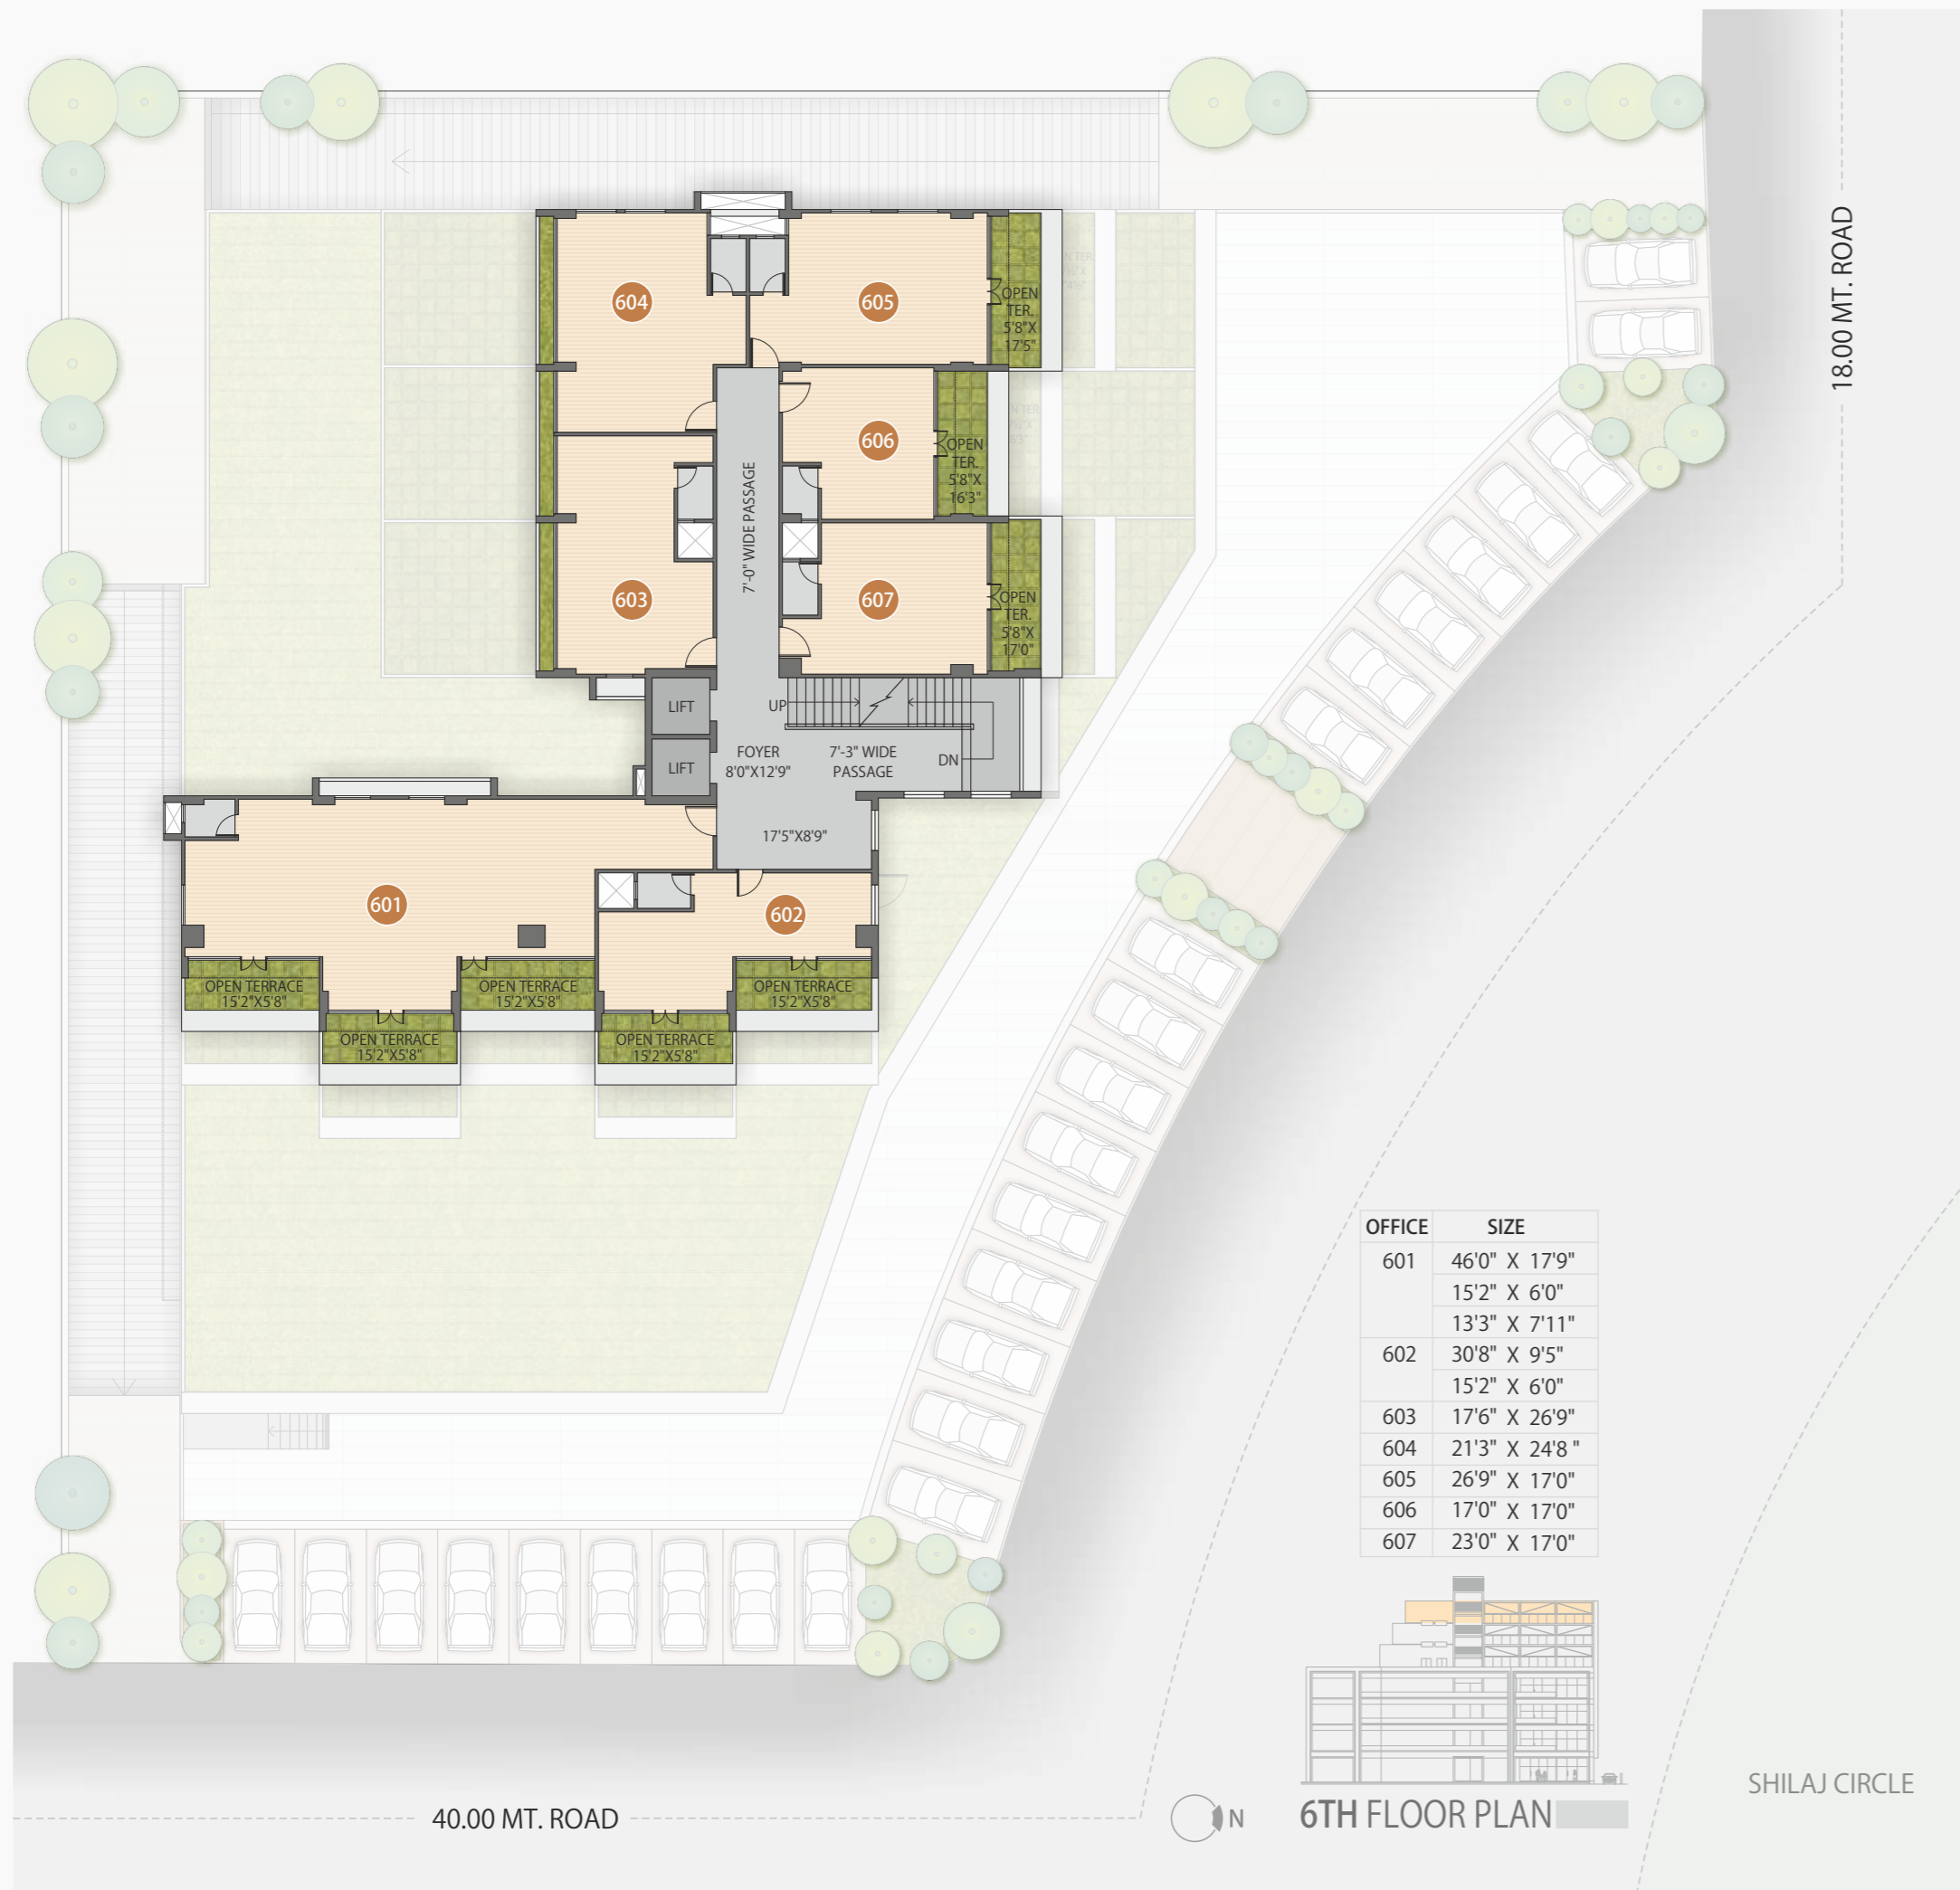 18.00 MT. ROAD
604
605
OPEN
TER.
5'8"X
17'5"
606
OPEN
TER.
5'8"X
16'3"
7'-0" WIDE PASSAGE
603
607
OPEN
TER.
5'8"X
17'0"
LIFT
UP
LIFT
FOYER
8'0"X12'9"
7'-3" WIDE
PASSAGE
DN
17'5"X8'9"
601
602
OPEN TERRACE
15'2"X5'8"
OPEN TERRACE
15'2"X5'8"
OPEN TERRACE
15'2"X5'8"
OPEN TERRACE
15'2"X5'8"
OPEN TERRACE
15'2"X5'8"
OFFICE SIZE
601 46'0" X 17'9"
15'2" X 6'0"
13'3" X 7'11"
602 30'8" X 9'5"
15'2" X 6'0"
603 17'6" X 26'9"
604 21'3" X 24'8 "
605 26'9" X 17'0"
606 17'0" X 17'0"
607 23'0" X 17'0"
SHILAJ CIRCLE
40.00 MT. ROAD
N
6TH FLOOR PLAN